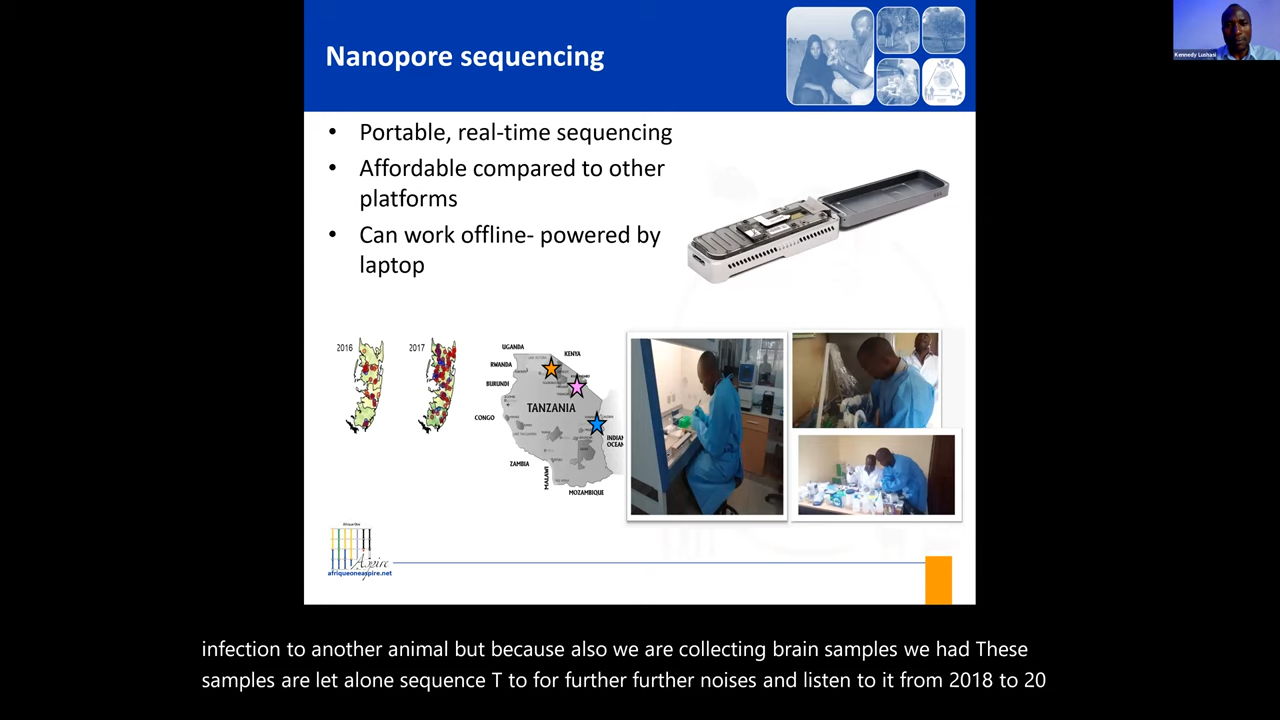 Nanopore sequencing
Kennedy Lushasi
• Portable, real-time sequencing
• Affordable compared to other
platforms
• Can work offline- powered by
laptop
2016
2017
UGANDA
KENYA
RWANDA
BURUNDI
TANZANIA
CONGO
INDIAN
OCEAN
ZAMBIA
MALAWI
MOZAMBIQUE
Aspire
afriqueoneaspire.net
infection to another animal but because also we are collecting brain samples we had These
samples are let alone sequence T to for further further noises and listen to it from 2018 to 20